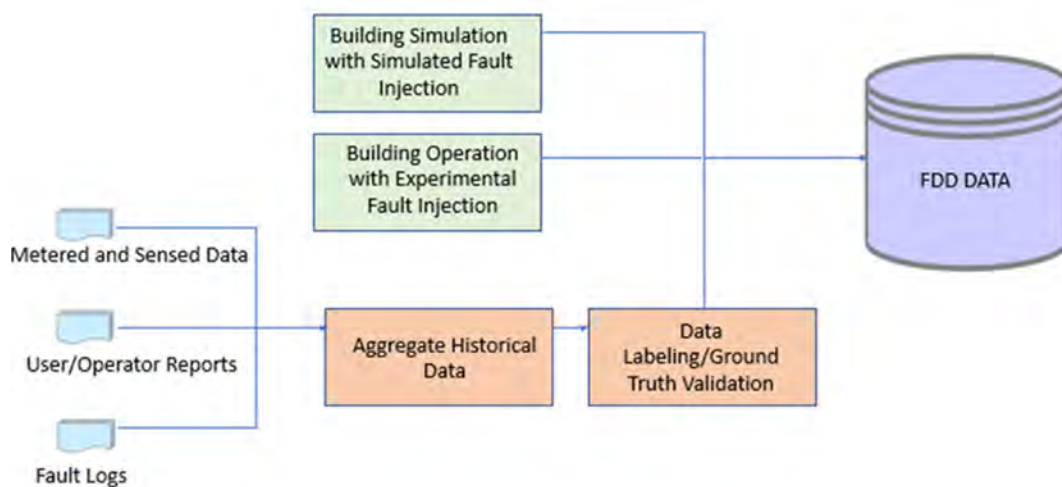 Building Simulation
with Simulated Fault
Injection
Building Operation
with Experimental
Fault Injection
FDD DATA
Metered and Sensed Data
User/Operator Reports
Fault Logs
Aggregate Historical
Data
Data
Labeling/Ground
Truth Validation